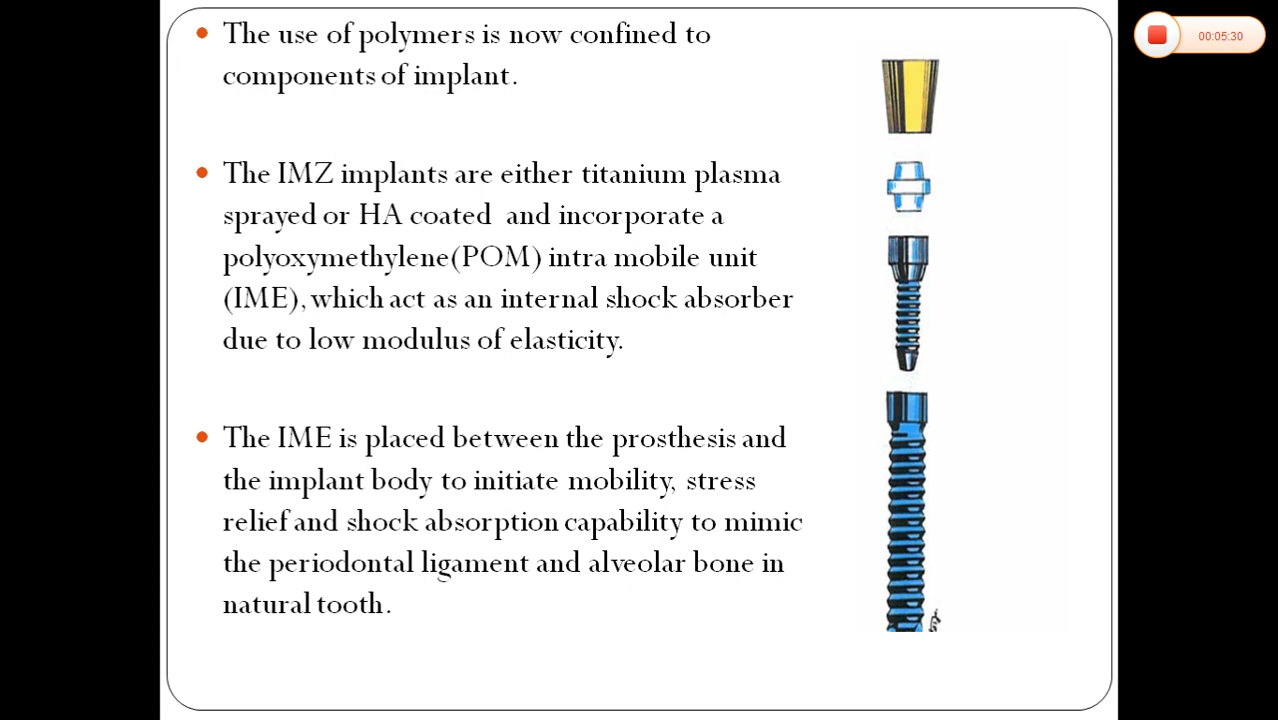 The use of polymers is now confined to
components of implant.
The IMZ implants are either titanium plasma
sprayed or HA coated and incorporate a
polyoxymethylene(POM) intra mobile unit
(IME), which act as an internal shock absorber
due to low modulus of elasticity.
The IME is placed between the prosthesis and
the implant body to initiate mobility, stress
relief and shock absorption capability to mimic
the periodontal ligament and alveolar bone in
natural tooth.
00:05:30